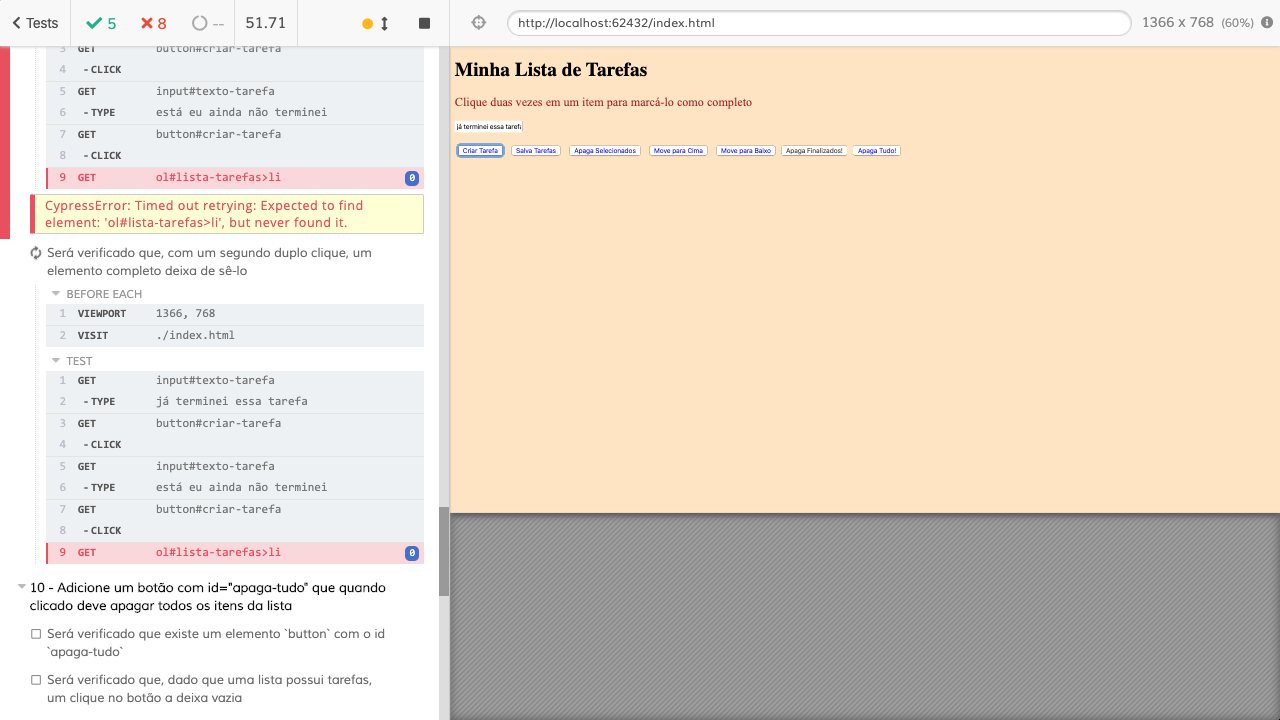 Tests
5
8
--
51.71
http://localhost:62432/index.html
1366 x 768 (60%)
3 GET button#criar-tarefa
4 - CLICK
5 GET input#texto-tarefa
6 - TYPE está eu ainda não terminei
7 GET button#criar-tarefa
8 - CLICK
9 GET ol#lista-tarefas>li 0
CypressError: Timed out retrying: Expected to find
element: 'ol#lista-tarefas>li', but never found it.
Será verificado que, com um segundo duplo clique, um
elemento completo deixa de sê-lo
BEFORE EACH
1 VIEWPORT 1366, 768
2 VISIT ./index.html
TEST
1 GET input#texto-tarefa
2 - TYPE já terminei essa tarefa
3 GET button#criar-tarefa
4 - CLICK
5 GET input#texto-tarefa
6 - TYPE está eu ainda não terminei
7 GET button#criar-tarefa
8 - CLICK
9 GET ol#lista-tarefas>li 0
10 - Adicione um botão com id="apaga-tudo" que quando
clicado deve apagar todos os itens da lista
Será verificado que existe um elemento `button` com o id
`apaga-tudo`
Será verificado que, dado que uma lista possui tarefas,
um clique no botão a deixa vazia
Minha Lista de Tarefas
Clique duas vezes em um item para marcá-lo como completo
já terminei essa taref
Criar Tarefa Salva Tarefas Apaga Selecionados Move para Cima Move para Baixo Apaga Finalizados! Apaga Tudo!